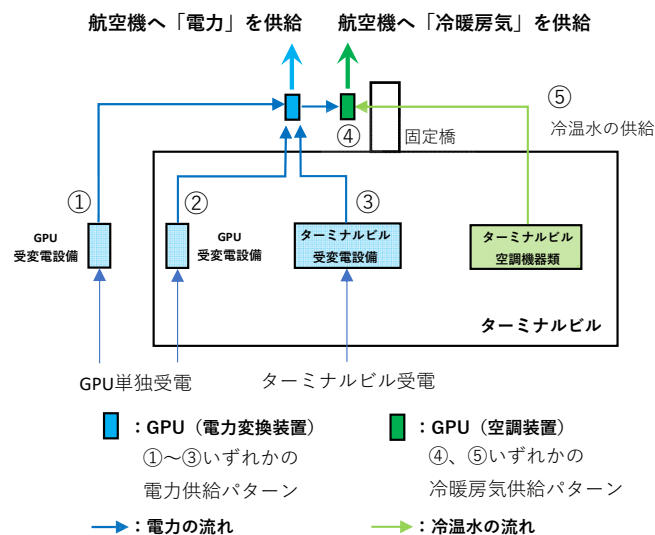 航空機へ「電力」を供給
航空機へ「冷暖房気」を供給
⑤
④
固定橋
冷温水の供給
①
②
③
GPU
受変電設備
GPU
受変電設備
ターミナルビル
受変電設備
ターミナルビル
空調機器類
ターミナルビル
GPU単独受電
ターミナルビル受電
：GPU（電力変換装置）
①～③いずれかの
電力供給パターン
：GPU（空調装置）
④、⑤いずれかの
冷暖房気供給パターン
：電力の流れ
：冷温水の流れ